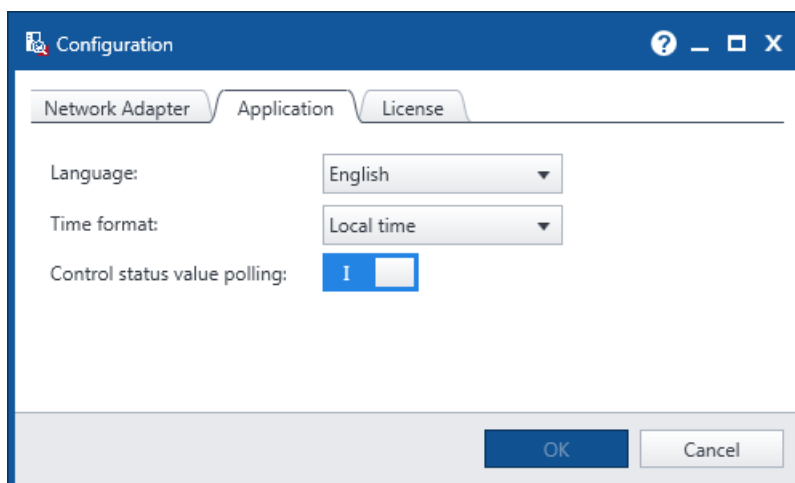 Configuration
Network Adapter Application License
Language: English
Time format: Local time
Control status value polling: I
OK Cancel